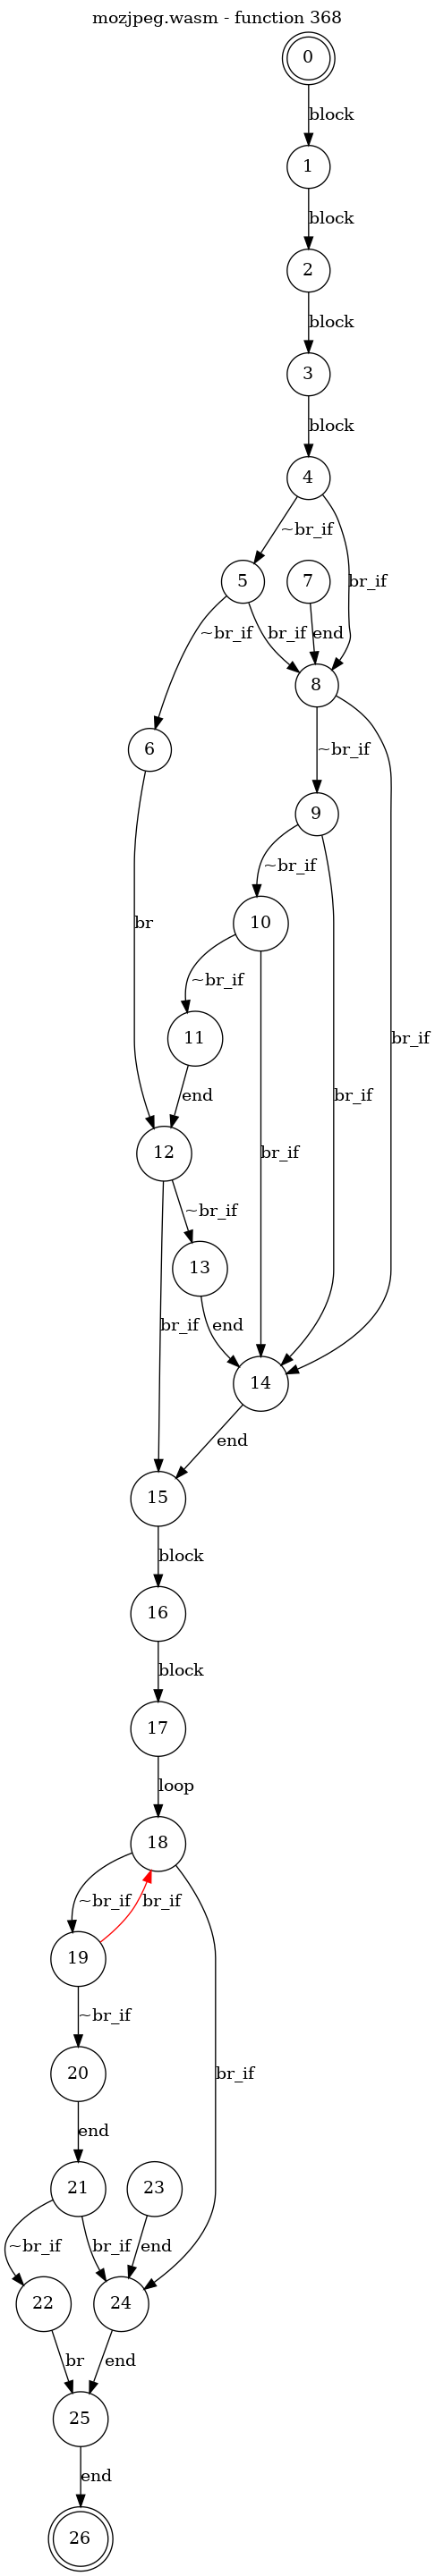 mozjpeg.wasm - function 368
0
block
1
block
2
block
3
block
4
~br_if
5
7
br_if
~br_if
br_if
end
8
6
~br_if
9
~br_if
10
br
~br_if
11
br_if
br_if
br_if
end
12
~br_if
13
br_if
end
14
end
15
block
16
block
17
loop
18
~br_if
br_if
19
~br_if
br_if
20
end
21
23
~br_if
br_if
end
22
24
br
end
25
end
26